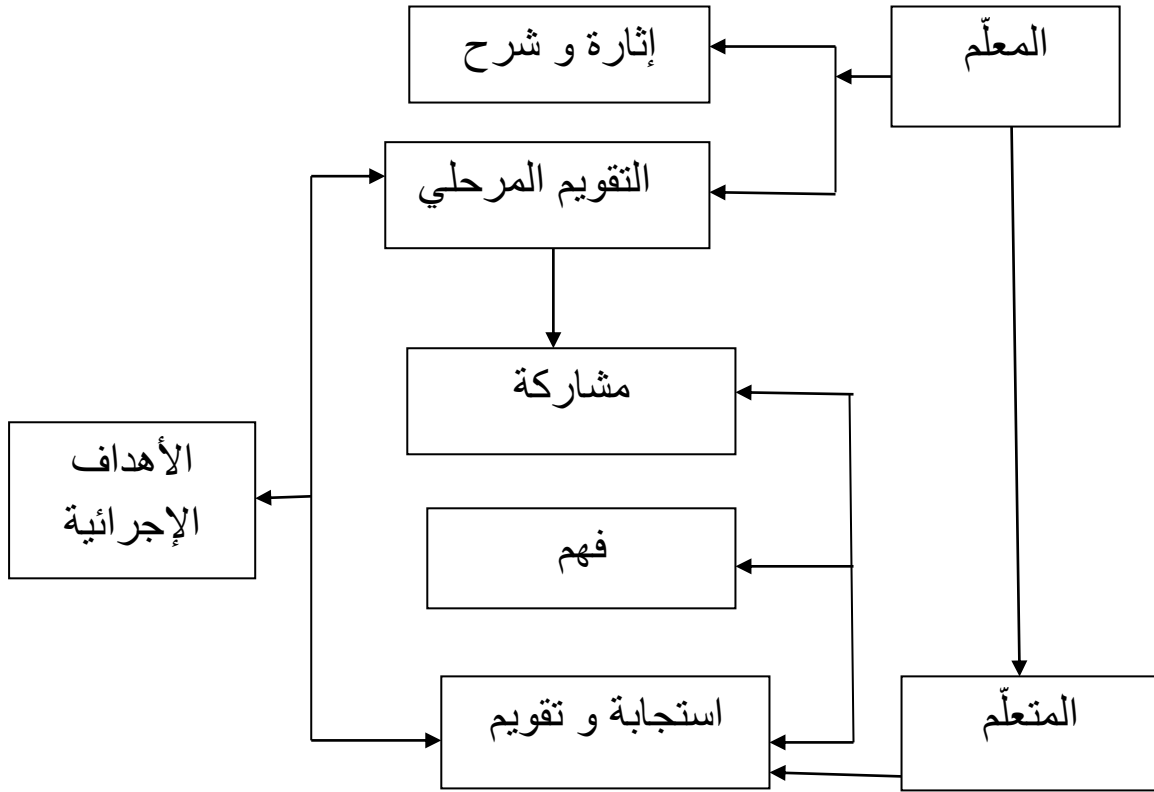 المعلّم
إثارة و شرح
التقويم المرحلي
مشاركة
الأهداف
الإجرائية
فهم
المتعلّم
استجابة و تقويم